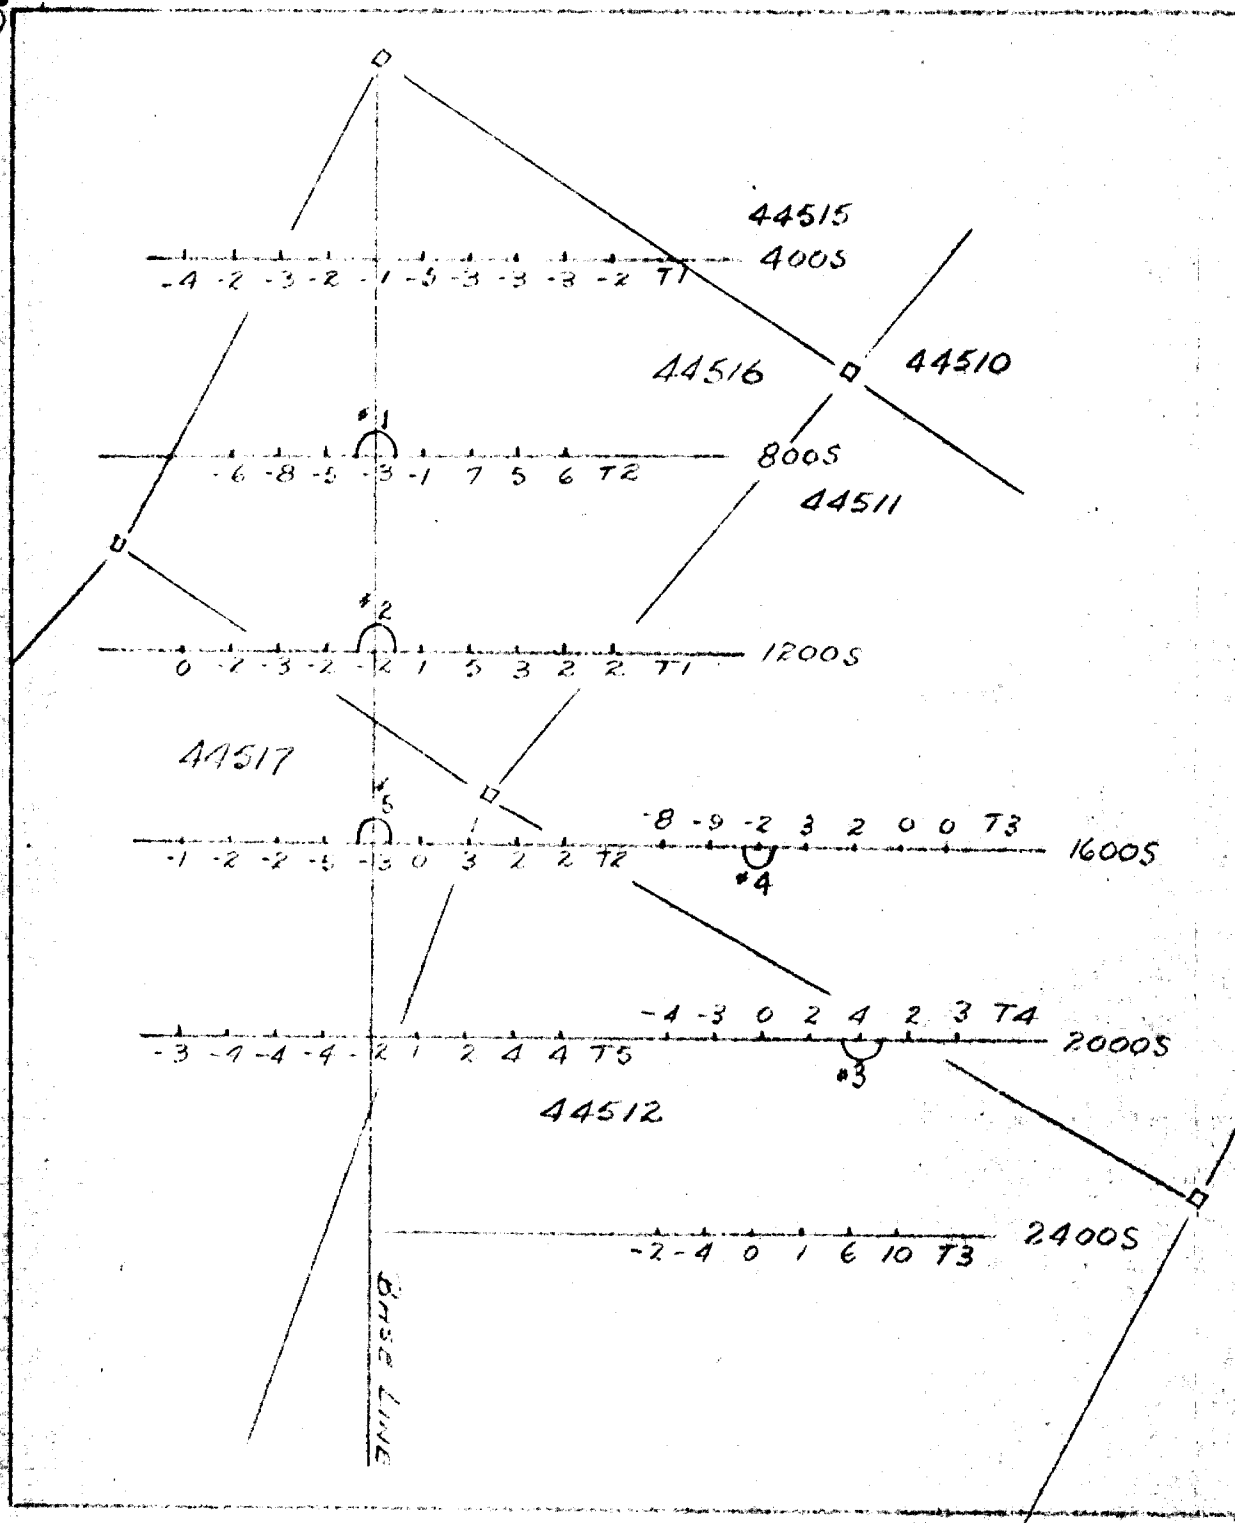 44515
400S
-4 -2 -3 -2 -1 -5 -3 -3 -3 -2 T1
44516
44510
#1
800S
-6 -8 -5 -3 -1 7 5 6 T2
44511
#2
1200S
0 -2 -3 -2 -2 1 5 3 2 2 T1
44517
#5
-8 -9 -2 3 2 0 0 T3
1600S
-1 -2 -2 -5 -3 0 3 2 2 T2
#4
-4 -3 0 2 4 2 3 T4
2000S
-3 -4 -4 -4 -2 1 2 4 4 T5
#3
44512
2400S
-2 -4 0 1 6 10 T3
BASE LINE